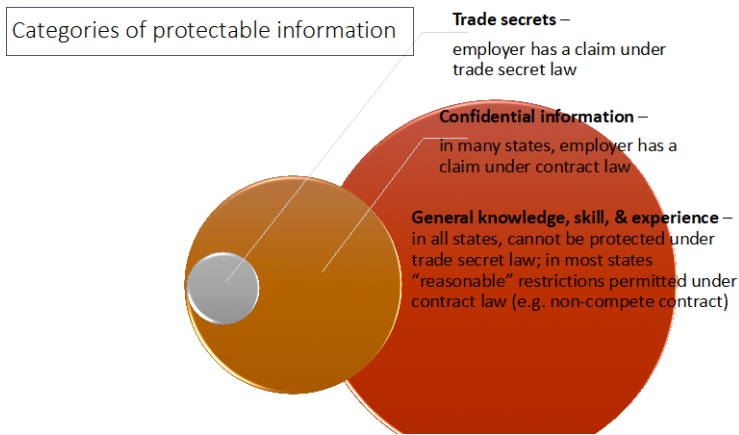 Categories of protectable information
Trade secrets –
employer has a claim under
trade secret law
Confidential information –
in many states, employer has a
claim under contract law
General knowledge, skill, & experience –
in all states, cannot be protected under
trade secret law; in most states
“reasonable” restrictions permitted under
contract law (e.g. non-compete contract)